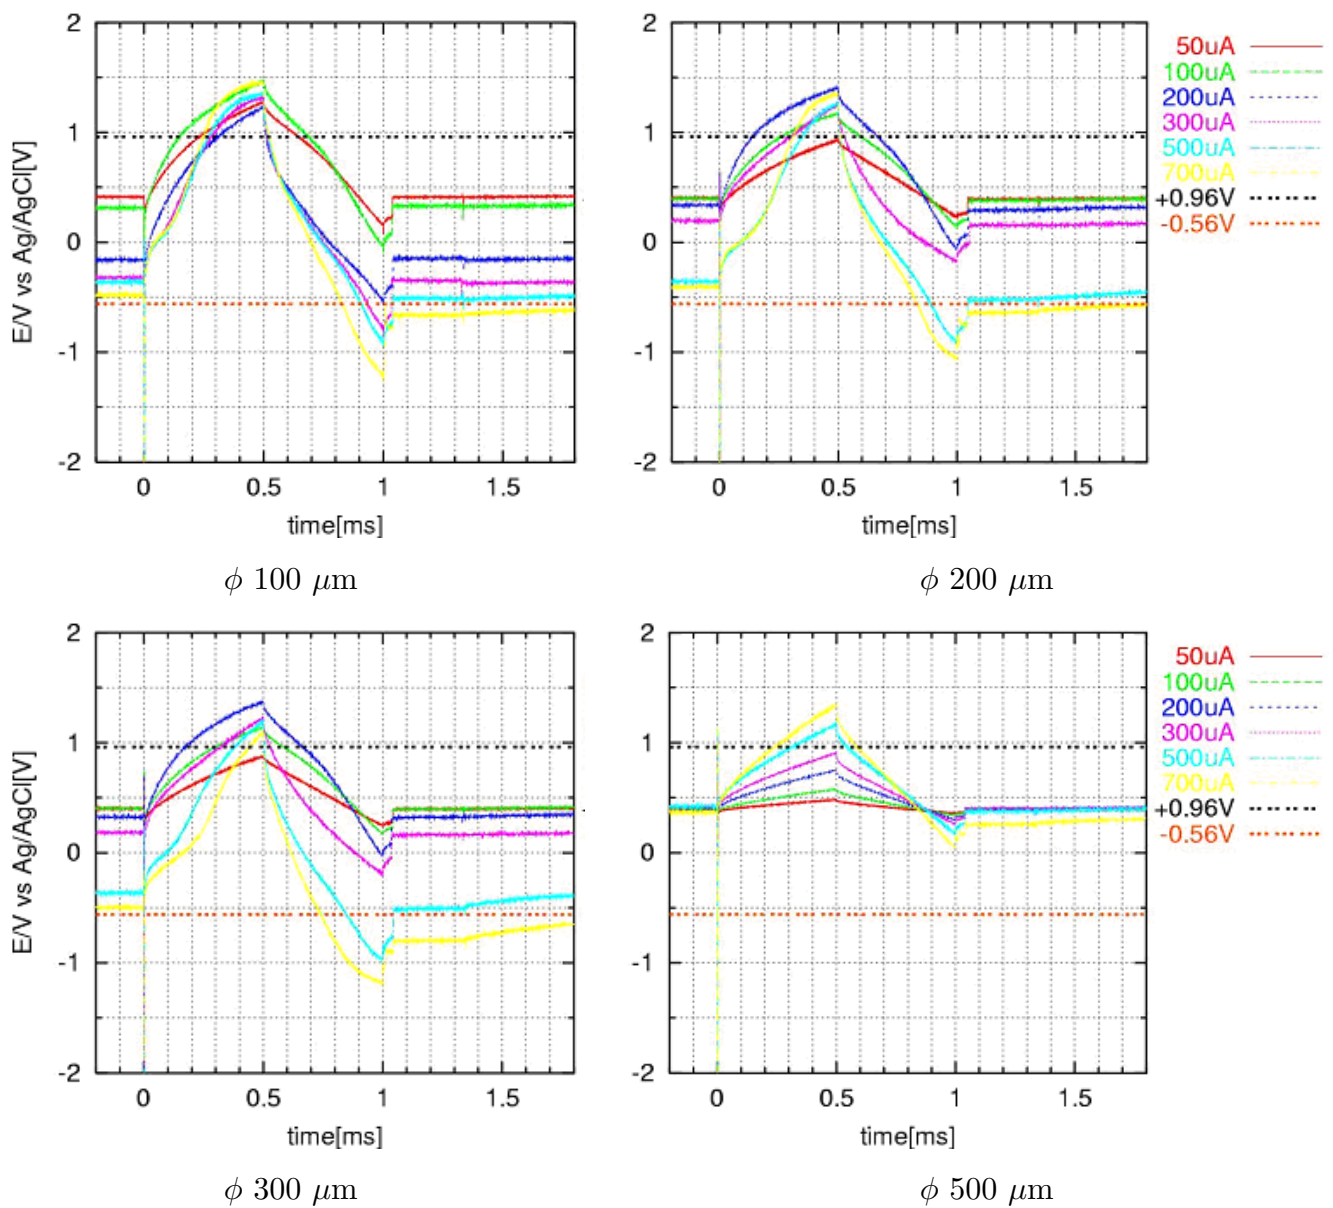 E/V vs Ag/AgCl[V]
2
1
0
-1
-2
0
0.5
1
1.5
time[ms]
ϕ 100 μm
2
1
0
-1
-2
0
0.5
1
1.5
time[ms]
ϕ 200 μm
50uA
100uA
200uA
300uA
500uA
700uA
+0.96V
-0.56V
E/V vs Ag/AgCl[V]
2
1
0
-1
-2
0
0.5
1
1.5
time[ms]
ϕ 300 μm
2
1
0
-1
-2
0
0.5
1
1.5
time[ms]
ϕ 500 μm
50uA
100uA
200uA
300uA
500uA
700uA
+0.96V
-0.56V